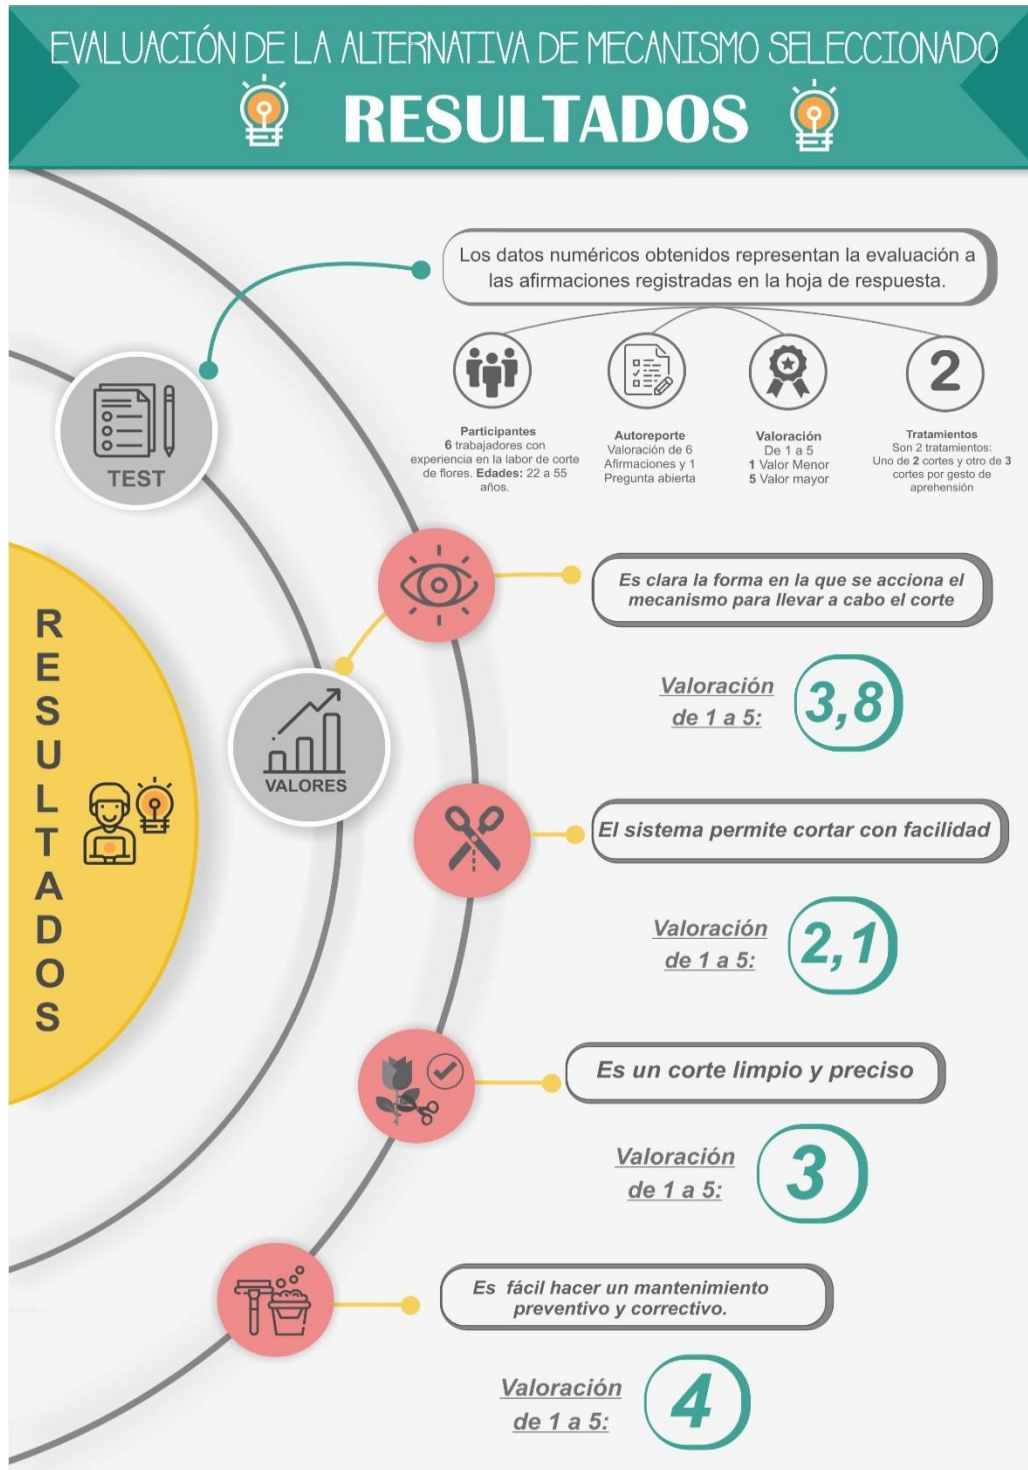 EVALUACIÓN DE LA ALTERNATIVA DE MECANISMO SELECCIONADO
RESULTADOS
Los datos numéricos obtenidos representan la evaluación a
las afirmaciones registradas en la hoja de respuesta.
TEST
Participantes
6 trabajadores con
experiencia en la labor de corte
de flores. Edades: 22 a 55
años.
Autoreporte
Valoración de 6
Afirmaciones y 1
Pregunta abierta
Valoración
De 1 a 5
1 Valor Menor
5 Valor mayor
2
Tratamientos
Son 2 tratamientos:
Uno de 2 cortes y otro de 3
cortes por gesto de
aprehensión
RESULTADOS
VALORES
Es clara la forma en la que se acciona el
mecanismo para llevar a cabo el corte
Valoración
de 1 a 5:
3,8
El sistema permite cortar con facilidad
Valoración
de 1 a 5:
2,1
Es un corte limpio y preciso
Valoración
de 1 a 5:
3
Es fácil hacer un mantenimiento
preventivo y correctivo.
Valoración
de 1 a 5:
4